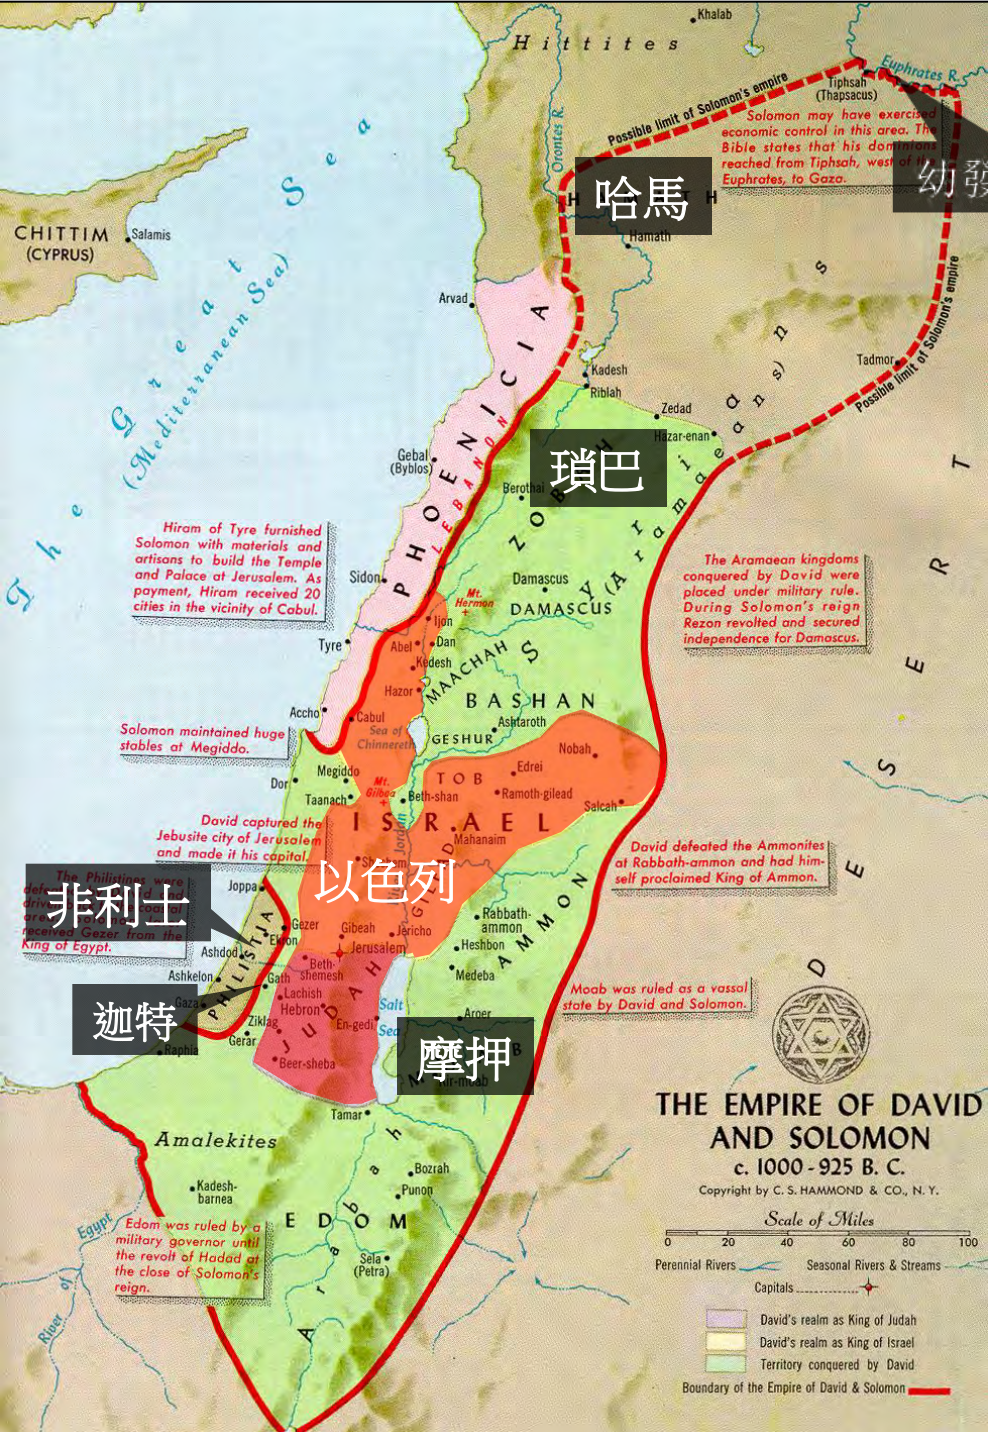 Khalab
Hittites
Euphrates R.
Tiphsah
(Thapsacus)
Possible limit of Solomon's empire
Orontes R.
Solomon may have exercised
economic control in this area. The
Bible states that his dominions
reached from Tiphsah, west of the
Euphrates, to Gaza.
幼發
哈馬
H TH
Hamath
CHITTIM
(CYPRUS)
Salamis
The Great Sea
(Mediterranean Sea)
Arvad
PHOENICIA
LEBANON
Kadesh
Riblah
Tadmor
Possible limit of Solomon's empire
Zedad
Hazar-enan
Gebal
(Byblos)
瑣巴
Berothai
ZOB H
Syria
(Aramaeans)
Hiram of Tyre furnished
Solomon with materials and
artisans to build the Temple
and Palace at Jerusalem. As
payment, Hiram received 20
cities in the vicinity of Cabul.
Sidon
Damascus
DAMASCUS
Mt.
Hermon
The Aramaean kingdoms
conquered by David were
placed under military rule.
During Solomon's reign
Rezon revolted and secured
independence for Damascus.
Ijon
Tyre
Abel
Dan
Kedesh
MAACHAH
Hazor
BASHAN
Accho
Cabul
Ashtaroth
Sea of
Chinnereth
GESHUR
Solomon maintained huge
stables at Megiddo.
Nobah
Megiddo
Edrei
TOB
Dor
Mt.
Gilboa
Taanach
Beth-shan
Ramoth-gilead
Salcah
David captured the
Jebusite city of Jerusalem
and made it his capital.
ISRAEL
Mahanaim
Jordan
以色列
David defeated the Ammonites
at Rabbath-ammon and had him-
self proclaimed King of Ammon.
The Philistines were
King of Egypt.
非利士
Joppa
PHILISTIA
Gezer
Ekron
Gibeah
Jericho
Rabbath-
ammon
AMMON
Ashdod
Jerusalem
Heshbon
Beth-
shemesh
Medeba
Ashkelon
Gath
Lachish
Hebron
JUDAH
Salt
Sea
Moab was ruled as a vassal
state by David and Solomon.
Gaza
迦特
Ziklag
En-gedi
Aroer
Gerar
Raphia
Beer-sheba
摩押
Kir-moab
DESERT
Tamar
THE EMPIRE OF DAVID
AND SOLOMON
c. 1000-925 B. C.
Copyright by C. S. HAMMOND & CO., N. Y.
Amalekites
Arabah
Kadesh-
barnea
Bozrah
Punon
EDOM
River of Egypt
Edom was ruled by a
military governor until
the revolt of Hadad at
the close of Solomon's
reign.
Sela
(Petra)
Scale of Miles
0 20 40 60 80 100
Perennial Rivers
Seasonal Rivers & Streams
Capitals
David's realm as King of Judah
David's realm as King of Israel
Territory conquered by David
Boundary of the Empire of David & Solomon